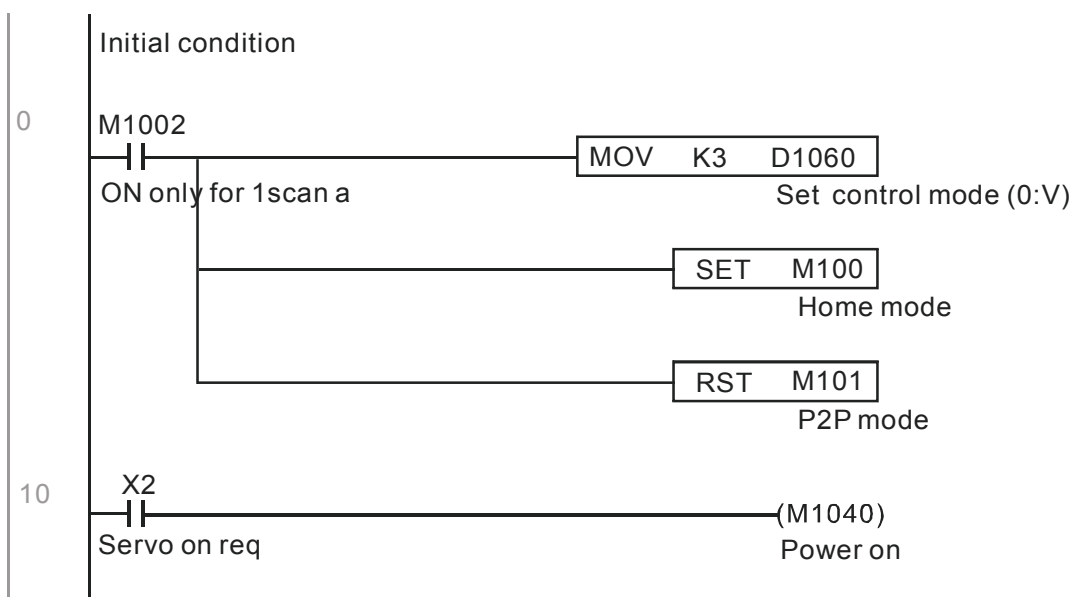 Initial condition
0
M1002
MOV K3 D1060
ON only for 1scan a
Set control mode (0:V)
SET M100
Home mode
RST M101
P2P mode
10
X2
(M1040)
Servo on req
Power on